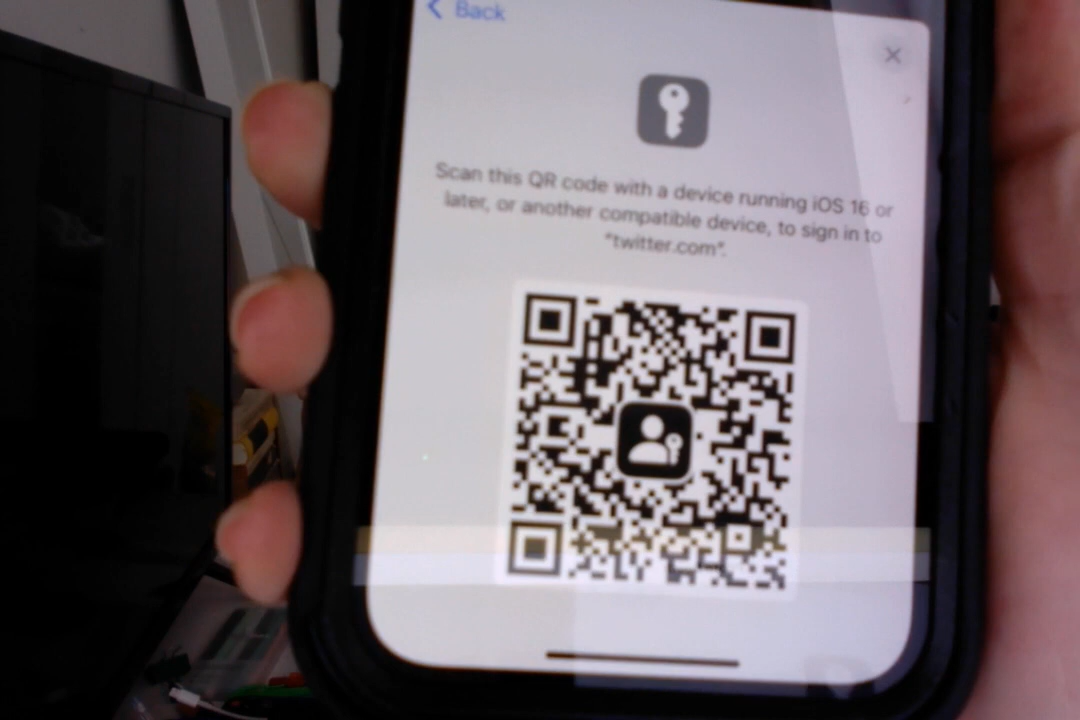 Back
Scan this QR code with a device running iOS 16 or
later, or another compatible device, to sign in to
"twitter.com".